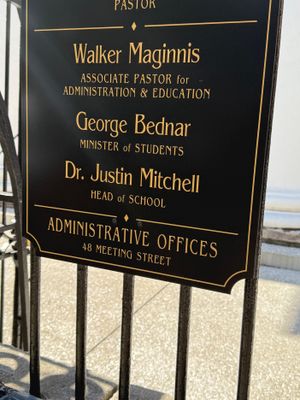 PASTOR
Walker Maginnis
ASSOCIATE PASTOR for
ADMINISTRATION & EDUCATION
George Bednar
MINISTER of STUDENTS
Dr. Justin Mitchell
HEAD of SCHOOL
ADMINISTRATIVE OFFICES
48 MEETING STREET